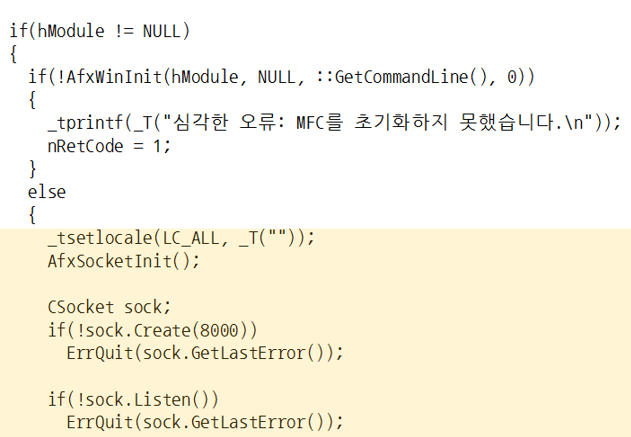 if(hModule != NULL)
{
  if(!AfxWinInit(hModule, NULL, ::GetCommandLine(), 0))
  {
    _tprintf(_T("심각한 오류: MFC를 초기화하지 못했습니다.\n"));
    nRetCode = 1;
  }
  else
  {
    _tsetlocale(LC_ALL, _T(""));
    AfxSocketInit();

    CSocket sock;
    if(!sock.Create(8000))
      ErrQuit(sock.GetLastError());

    if(!sock.Listen())
      ErrQuit(sock.GetLastError());